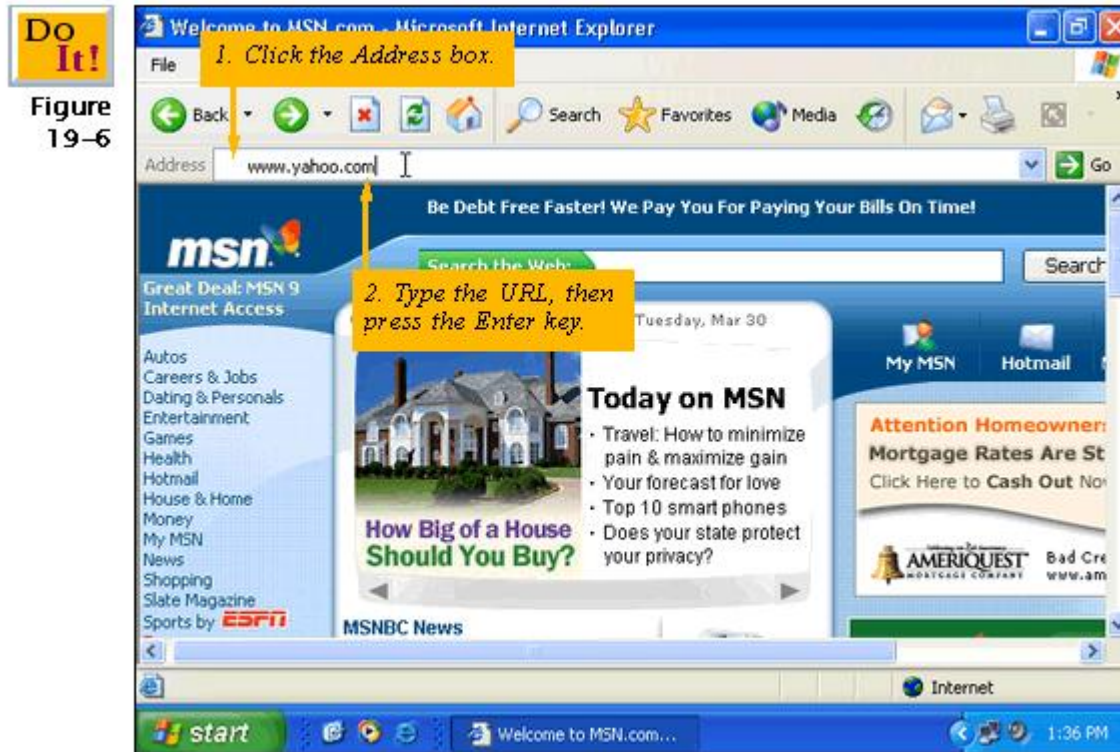 Do
It!
Figure
19-6
Welcome to MSN.com - Microsoft Internet Explorer
1. Click the Address box.
File
Back
Search
Favorites
Media
Address
www.yahoo.com
Go
Be Debt Free Faster! We Pay You For Paying Your Bills On Time!
msn
Search the Web:
Search
Great Deal: MSN 9
Internet Access
2. Type the URL, then
press the Enter key.
Tuesday, Mar 30
My MSN
Hotmail
Autos
Careers & Jobs
Dating & Personals
Entertainment
Games
Health
Hotmail
House & Home
Money
My MSN
News
Shopping
Slate Magazine
Sports by ESPN
How Big of a House
Should You Buy?
Today on MSN
· Travel: How to minimize
pain & maximize gain
· Your forecast for love
· Top 10 smart phones
· Does your state protect
your privacy?
MSNBC News
Attention Homeowner
Mortgage Rates Are St
Click Here to Cash Out
AMERIQUEST
MORTGAGE COMPANY
Bad Cre
www.am
Internet
start
Welcome to MSN.com...
1:36 PM